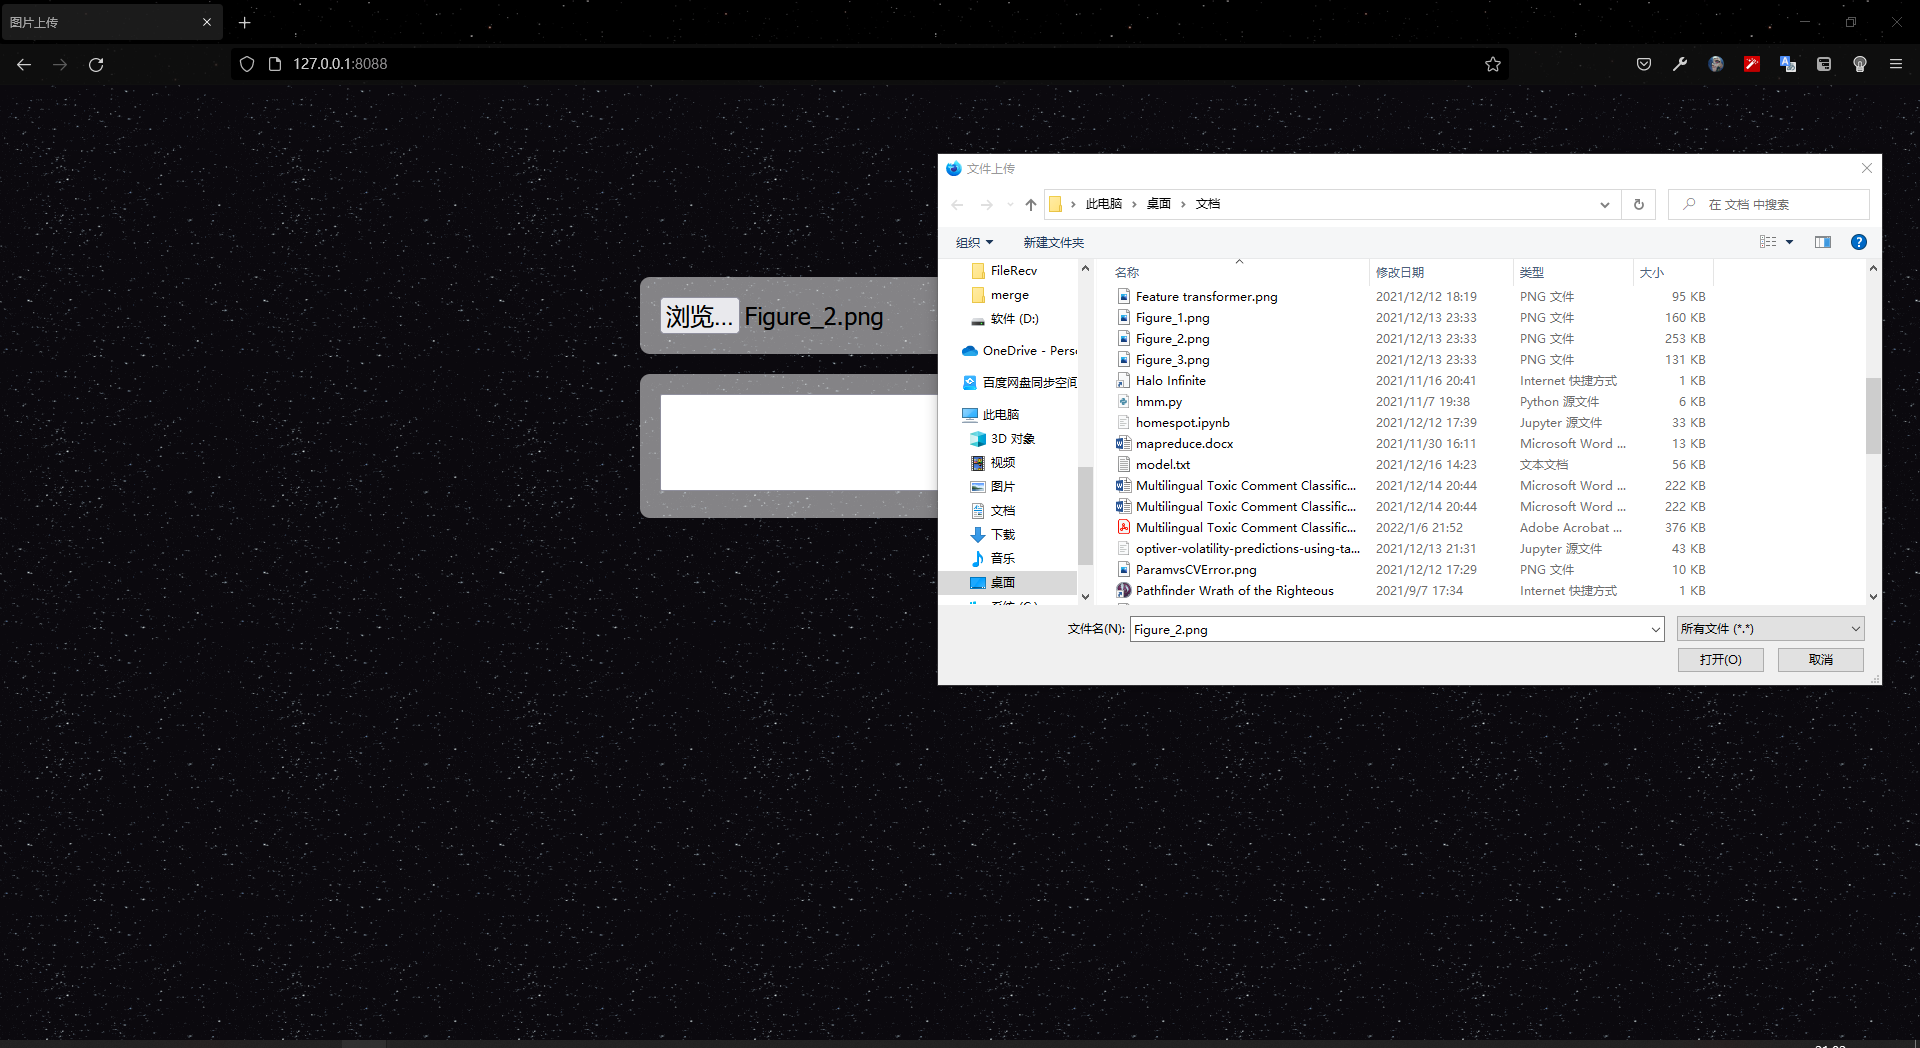 图片上传
127.0.0.1:8088
浏览... Figure_2.png
文件上传
此电脑 桌面 文档
在 文档 中搜索
组织 新建文件夹
FileRecv
merge
软件 (D:)
OneDrive - Pers
百度网盘同步空间
此电脑
3D 对象
视频
图片
文档
下载
音乐
桌面
名称 修改日期 类型 大小
Feature transformer.png 2021/12/12 18:19 PNG 文件 95 KB
Figure_1.png 2021/12/13 23:33 PNG 文件 160 KB
Figure_2.png 2021/12/13 23:33 PNG 文件 253 KB
Figure_3.png 2021/12/13 23:33 PNG 文件 131 KB
Halo Infinite 2021/11/16 20:41 Internet 快捷方式 1 KB
hmm.py 2021/11/7 19:38 Python 源文件 6 KB
homespot.ipynb 2021/12/12 17:39 Jupyter 源文件 33 KB
mapreduce.docx 2021/11/30 16:11 Microsoft Word ... 13 KB
model.txt 2021/12/16 14:23 文本文档 56 KB
Multilingual Toxic Comment Classific... 2021/12/14 20:44 Microsoft Word ... 222 KB
Multilingual Toxic Comment Classific... 2021/12/14 20:44 Microsoft Word ... 222 KB
Multilingual Toxic Comment Classific... 2022/1/6 21:52 Adobe Acrobat ... 376 KB
optiver-volatility-predictions-using-ta... 2021/12/13 21:31 Jupyter 源文件 43 KB
ParamvsCVError.png 2021/12/12 17:29 PNG 文件 10 KB
Pathfinder Wrath of the Righteous 2021/9/7 17:34 Internet 快捷方式 1 KB
文件名(N): Figure_2.png 所有文件 (*.*)
打开(O) 取消